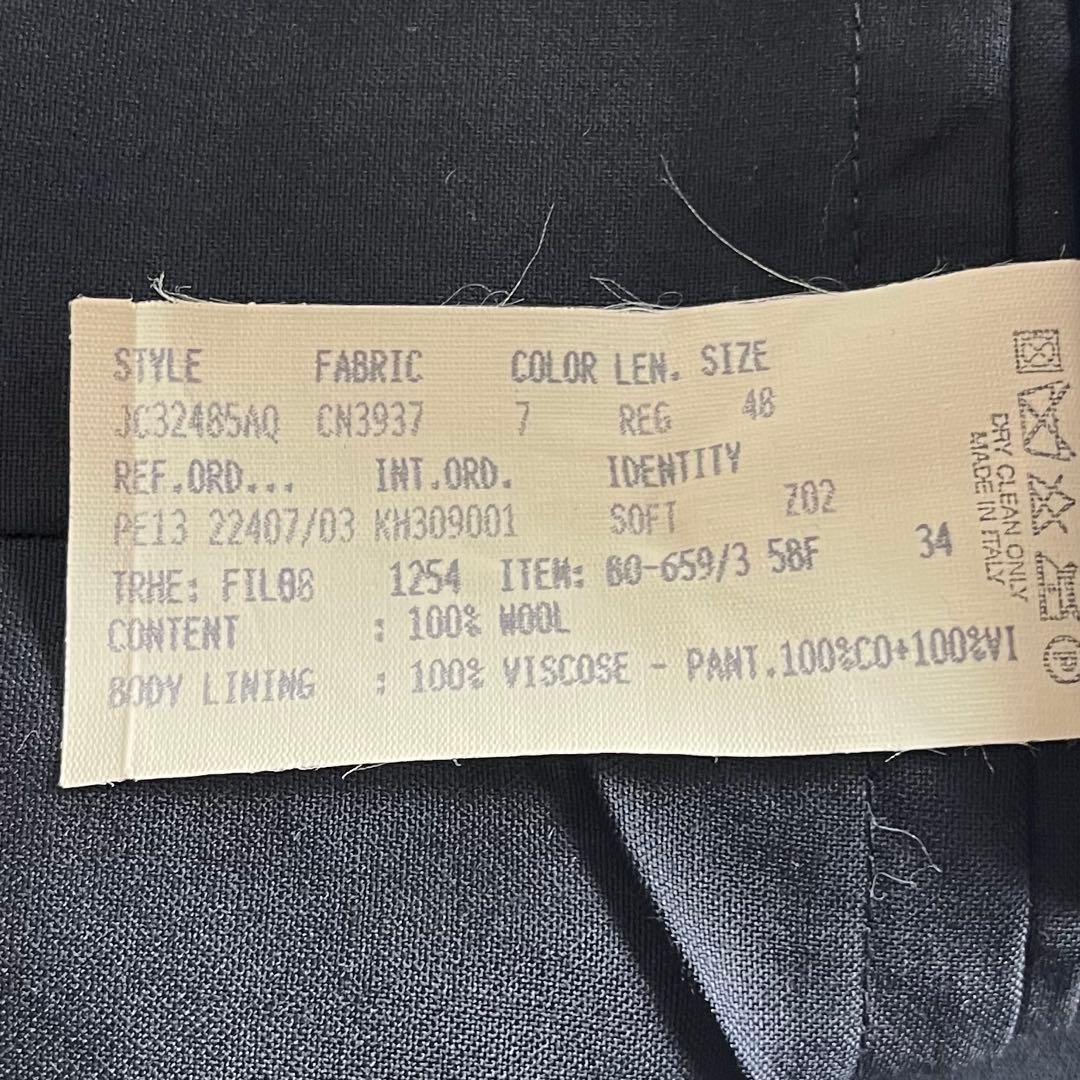 STYLE FABRIC COLOR LEN. SIZE
JC32485AQ CN3937 7 REG 48
REF.ORD... INT.ORD. IDENTITY
PE13 22407/03 KH309001 SOFT Z02
TRHE: FIL08 1254 ITEM: 80-659/3 58F 34
CONTENT : 100% WOOL
BODY LINING : 100% VISCOSE - PANT.100%CO+100%VI
DRY CLEAN ONLY
MADE IN ITALY
P